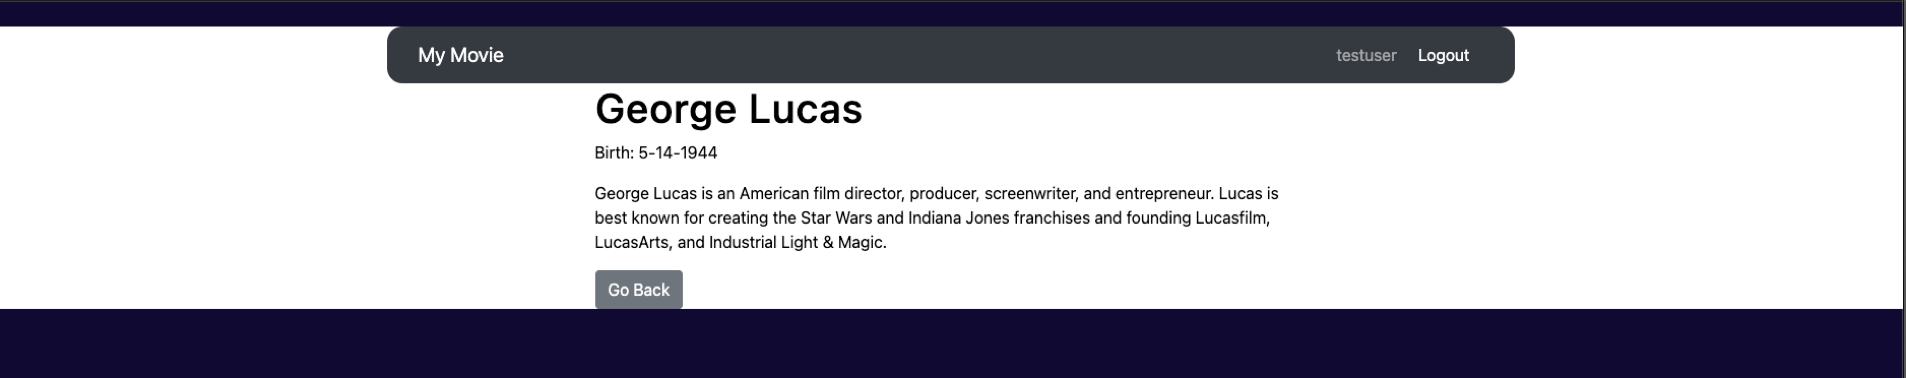 My Movie
testuser
Logout
George Lucas
Birth: 5-14-1944
George Lucas is an American film director, producer, screenwriter, and entrepreneur. Lucas is
best known for creating the Star Wars and Indiana Jones franchises and founding Lucasfilm,
LucasArts, and Industrial Light & Magic.
Go Back